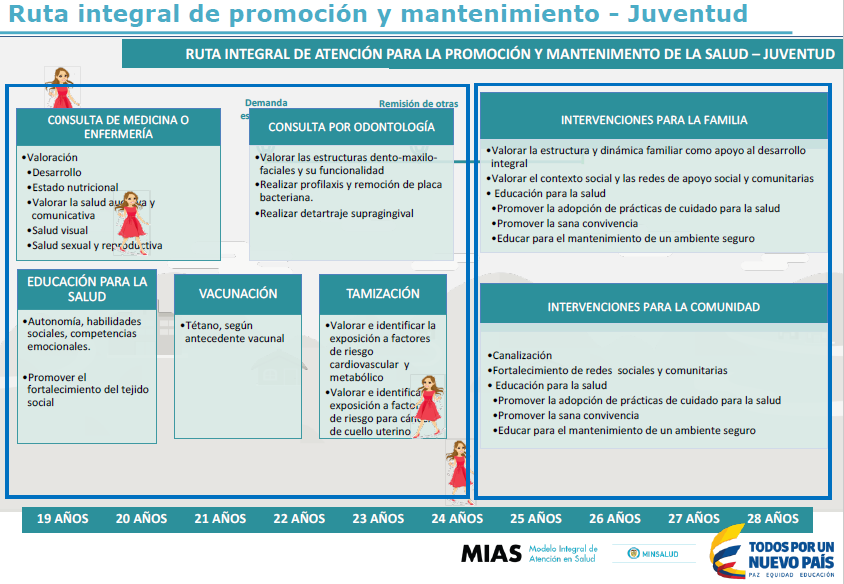 Ruta integral de promoción y mantenimiento - Juventud
RUTA INTEGRAL DE ATENCIÓN PARA LA PROMOCIÓN Y MANTENIMENTO DE LA SALUD – JUVENTUD
Demanda
Remisión de otras
CONSULTA DE MEDICINA O
ENFERMERÍA
•Valoración
•Desarrollo
•Estado nutricional
•Valorar la salud y
comunicativa
•Salud visual
•Salud sexual y reproductiva
CONSULTA POR ODONTOLOGÍA
•Valorar las estructuras dento-maxilo-
faciales y su funcionalidad
•Realizar profilaxis y remoción de placa
bacteriana.
•Realizar detartraje supragingival
INTERVENCIONES PARA LA FAMILIA
•Valorar la estructura y dinámica familiar como apoyo al desarrollo
integral
•Valorar el contexto social y las redes de apoyo social y comunitarias
• Educación para la salud
•Promover la adopción de prácticas de cuidado para la salud
•Promover la sana convivencia
•Educar para el mantenimiento de un ambiente seguro
EDUCACIÓN PARA LA
SALUD
•Autonomía, habilidades
sociales, competencias
emocionales.
•Promover el
fortalecimiento del tejido
social
VACUNACIÓN
•Tétano, según
antecedente vacunal
TAMIZACIÓN
•Valorar e identificar la
exposición a factores
de riesgo
cardiovascular y
metabólico
•Valorar e identifica
exposición a facto
de riesgo para cáncer
de cuello uterino
INTERVENCIONES PARA LA COMUNIDAD
•Canalización
•Fortalecimiento de redes sociales y comunitarias
• Educación para la salud
•Promover la adopción de prácticas de cuidado para la salud
•Promover la sana convivencia
•Educar para el mantenimiento de un ambiente seguro
19 AÑOS 20 AÑOS 21 AÑOS 22 AÑOS 23 AÑOS 24 AÑOS 25 AÑOS 26 AÑOS 27 AÑOS 28 AÑOS
MIAS Modelo Integral de
Atención en Salud
MINSALUD
TODOS POR UN
NUEVO PAÍS
PAZ EQUIDAD EDUCACIÓN